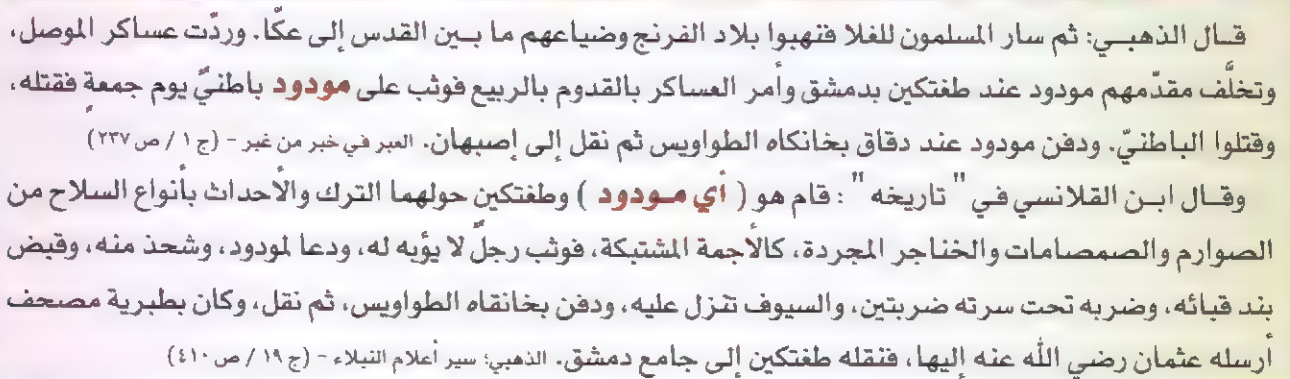 قال الذهبي: ثم سار المسلمون للغلا فنهبوا بلاد الفرنج وضياعهم ما بين القدس إلى عكّا. وردّت عساكر الموصل،
وتخلَّف مقدّمهم مودود عند طغتكين بدمشق وأمر العساكر بالقدوم بالربيع فوثب على مودود باطنيّ يوم جمعة فقتله،
وقتلوا الباطنيّ. ودفن مودود عند دقاق بخانكاه الطواويس ثم نقل إلى إصبهان. العبر في خبر من غبر - (ج ١ / ص ٢٣٧)
وقال ابن القلانسي في " تاريخه " : قام هو ( أي مودود ) وطغتكين حولهما الترك والأحداث بأنواع السلاح من
الصوارم والصمصامات والخناجر المجردة، كالأجمة المشتبكة، فوثب رجلٌ لا يؤبه له، ودعا لمودود، وشحذ منه، وقبض
بند قبائه، وضربه تحت سرته ضربتين، والسيوف تنزل عليه، ودفن بخانقاه الطواويس، ثم نقل، وكان بطبرية مصحف
أرسله عثمان رضي الله عنه إليها، فنقله طغتكين إلى جامع دمشق. الذهبي؛ سير أعلام النبلاء - (ج ١٩ / ص ٤١٠)